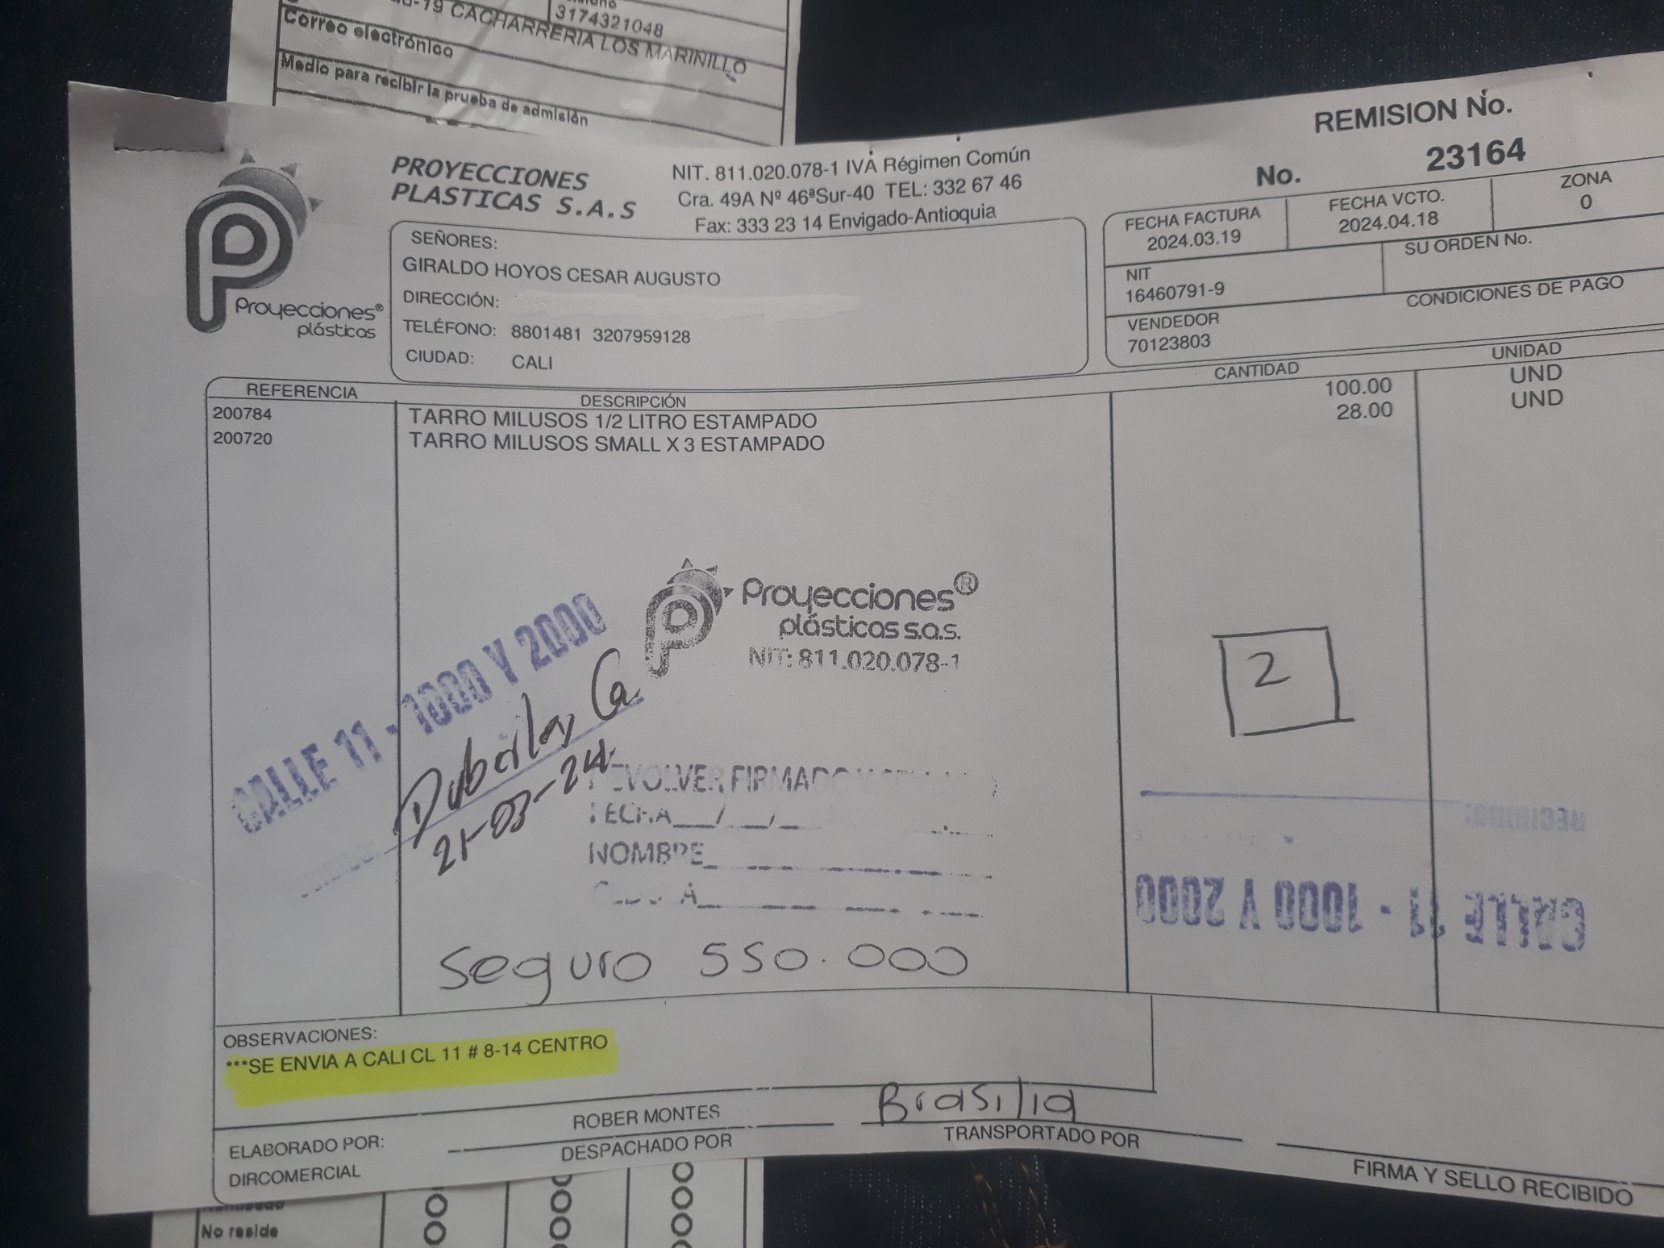 -19 CACHARRERIA LOS MARINILLO
3174321048
Correo electrónico
Medio para recibir la prueba de admisión
REMISION No.
No. 23164
PROYECCIONES
PLASTICAS S.A.S
NIT. 811.020.078-1 IVA Régimen Común
Cra. 49A Nº 46ªSur-40 TEL: 332 67 46
Fax: 333 23 14 Envigado-Antioquia
Proyecciones®
plásticas
SEÑORES:
GIRALDO HOYOS CESAR AUGUSTO
DIRECCIÓN:
TELÉFONO: 8801481 3207959128
CIUDAD: CALI
FECHA FACTURA
2024.03.19
FECHA VCTO.
2024.04.18
ZONA
0
NIT
16460791-9
SU ORDEN No.
VENDEDOR
70123803
CONDICIONES DE PAGO
REFERENCIA DESCRIPCIÓN CANTIDAD UNIDAD
200784 TARRO MILUSOS 1/2 LITRO ESTAMPADO 100.00 UND
200720 TARRO MILUSOS SMALL X 3 ESTAMPADO 28.00 UND
Proyecciones®
plásticas s.a.s.
NIT: 811.020.078-1
CALLE 11 - 1000 Y 2000
21-03-24
2
DEVOLVER FIRMADO Y
FECHA__/__/_
NOMBRE
RECIBIDO:
CALLE 11 - 1000 Y 2000
Seguro 550.000
OBSERVACIONES:
***SE ENVIA A CALI CL 11 # 8-14 CENTRO
ELABORADO POR:
DIRCOMERCIAL
ROBER MONTES
DESPACHADO POR
Brasilia
TRANSPORTADO POR
FIRMA Y SELLO RECIBIDO
No reside